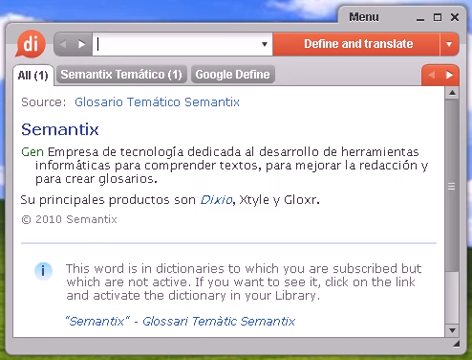 Menu
di
Define and translate
All (1) Semantix Temático (1) Google Define
Source: Glosario Temático Semantix
Semantix
Gen Empresa de tecnología dedicada al desarrollo de herramientas
informáticas para comprender textos, para mejorar la redacción y
para crear glosarios.
Su principales productos son Dixio, Xtyle y Gloxr.
© 2010 Semantix
i
This word is in dictionaries to which you are subscribed but
which are not active. If you want to see it, click on the link
and activate the dictionary in your Library.
"Semantix" - Glossari Temàtic Semantix